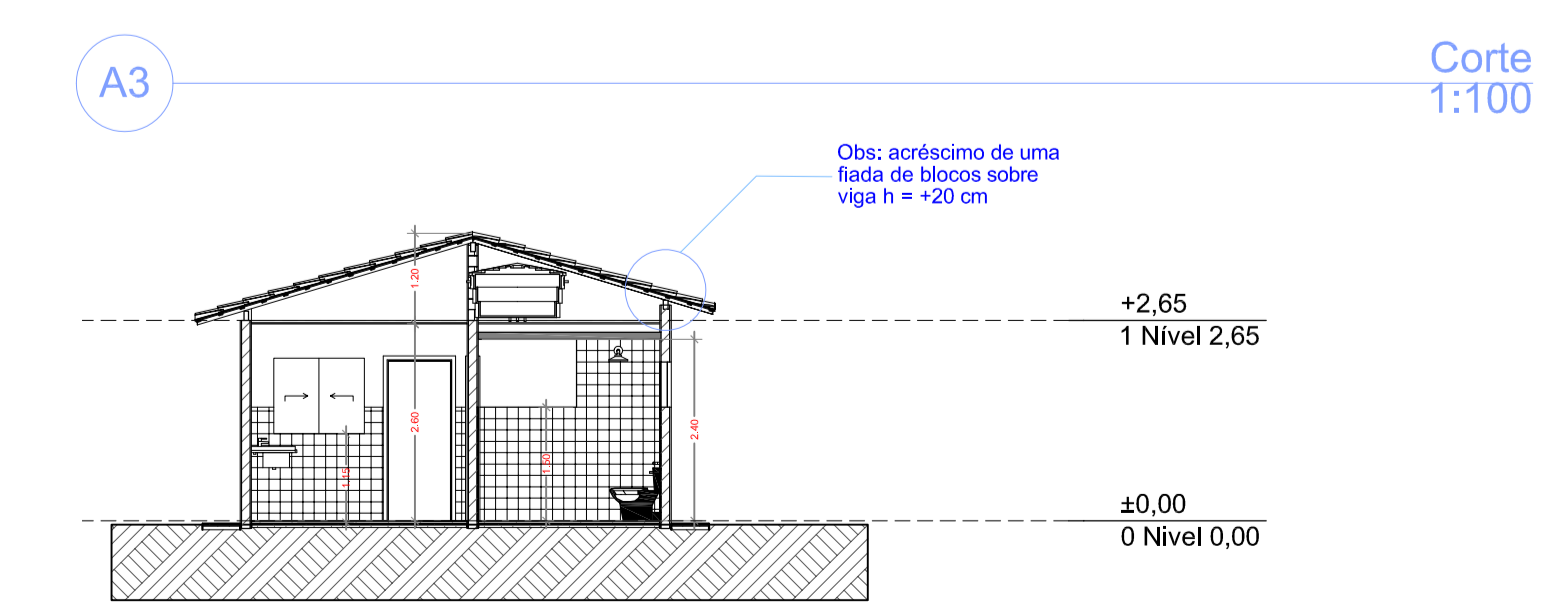 A3
Corte
1:100
Obs: acréscimo de uma
fiada de blocos sobre
viga h = +20 cm
1.20
+2,65
1 Nível 2,65
2.60
2.40
1.15
1.50
±0,00
0 Nivel 0,00